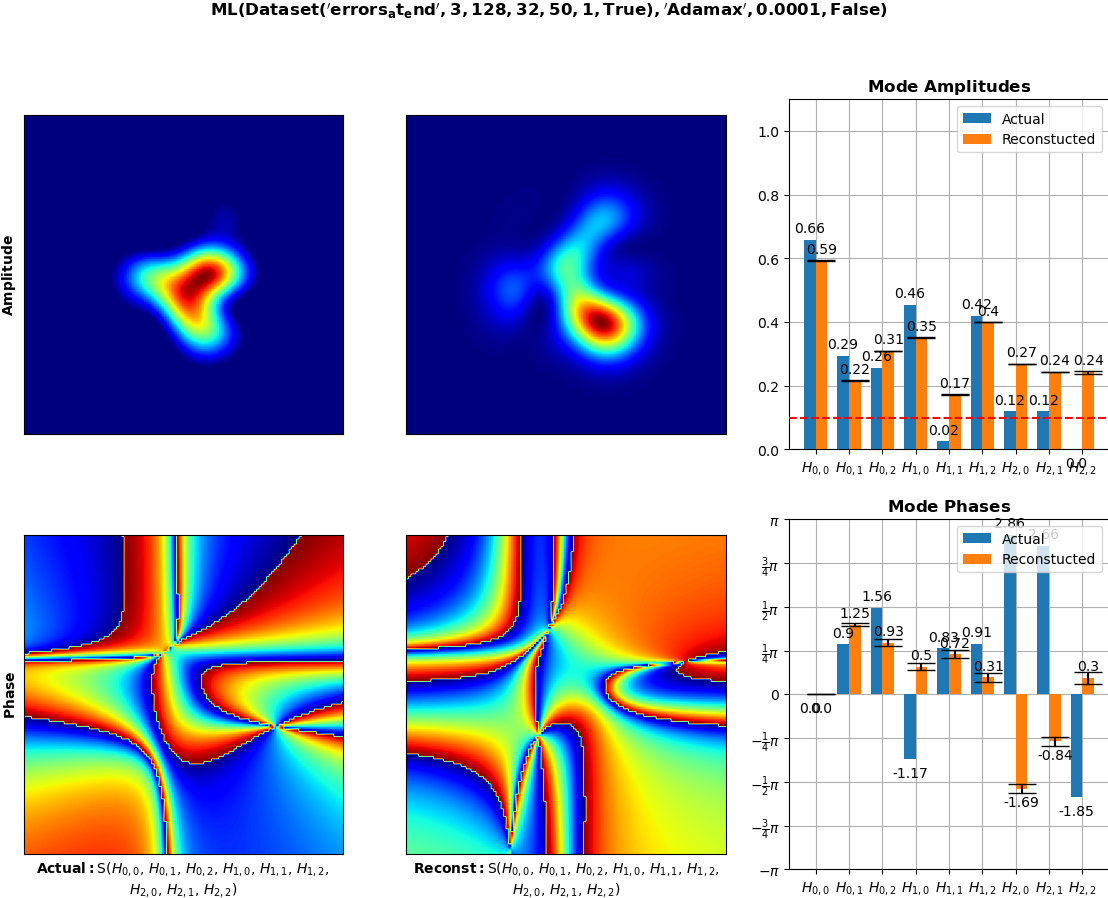 ML(Dataset('errors_at_end', 3, 128, 32, 50, 1, True), 'Adamax', 0.0001, False)
Amplitude
Mode Amplitudes
Actual
Reconstucted
1.0
0.8
0.6
0.4
0.2
0.0
0.66
0.59
0.29
0.22
0.26
0.31
0.46
0.35
0.02
0.17
0.42
0.4
0.12
0.27
0.12
0.24
0.0
0.24
H0,0 H0,1 H0,2 H1,0 H1,1 H1,2 H2,0 H2,1 H2,2
Phase
Actual: S(H0,0, H0,1, H0,2, H1,0, H1,1, H1,2,
H2,0, H2,1, H2,2)
Reconst: S(H0,0, H0,1, H0,2, H1,0, H1,1, H1,2,
H2,0, H2,1, H2,2)
Mode Phases
Actual
Reconstucted
π
3/4π
1/2π
1/4π
0
−1/4π
−1/2π
−3/4π
−π
0.0
0.0
0.9
1.25
1.56
0.93
-1.17
0.5
0.83
0.72
0.91
0.31
2.86
-1.69
2.66
-0.84
-1.85
0.3
H0,0 H0,1 H0,2 H1,0 H1,1 H1,2 H2,0 H2,1 H2,2